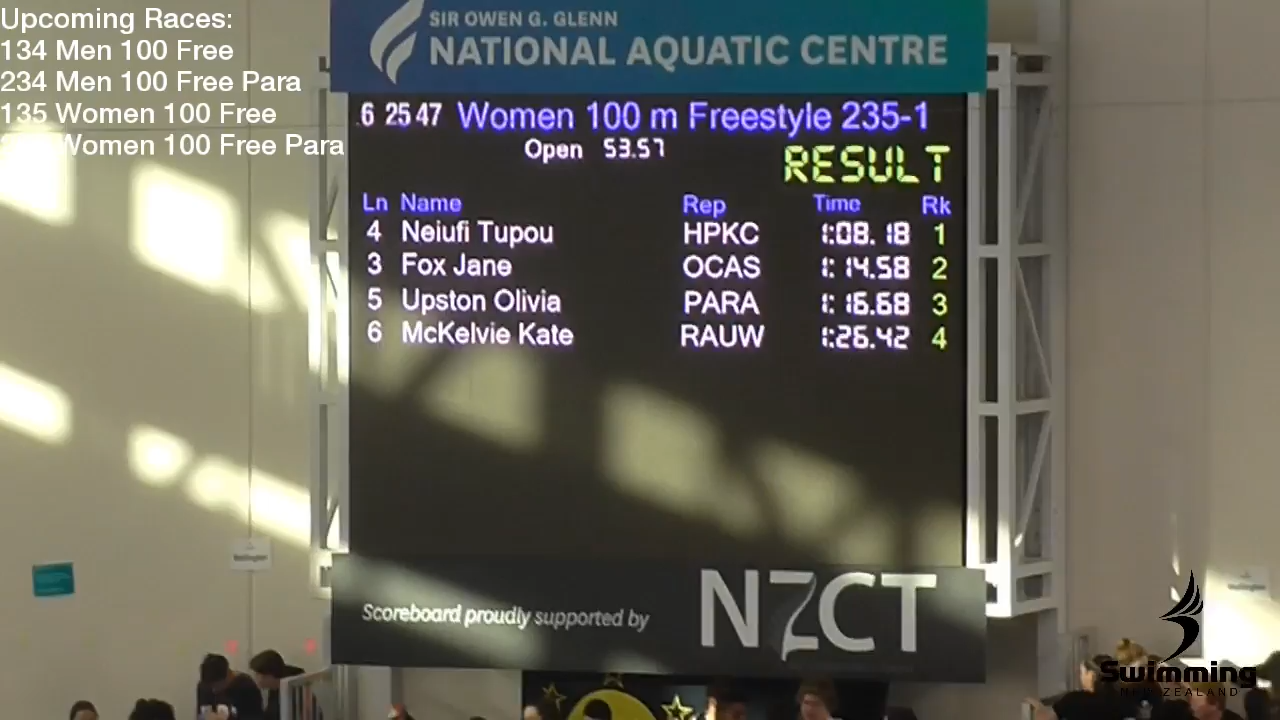 Upcoming Races:
134 Men 100 Free
234 Men 100 Free Para
135 Women 100 Free
Women 100 Free Para
SIR OWEN G. GLENN
NATIONAL AQUATIC CENTRE
6 25 47 Women 100 m Freestyle 235-1
Open 53.57
RESULT
Ln Name Rep Time Rk
4 Neiufi Tupou HPKC 1:08.18 1
3 Fox Jane OCAS 1:14.58 2
5 Upston Olivia PARA 1:16.68 3
6 McKelvie Kate RAUW 1:26.42 4
Scoreboard proudly supported by
NZCT
Wellington
Swimming
NEW ZEALAND